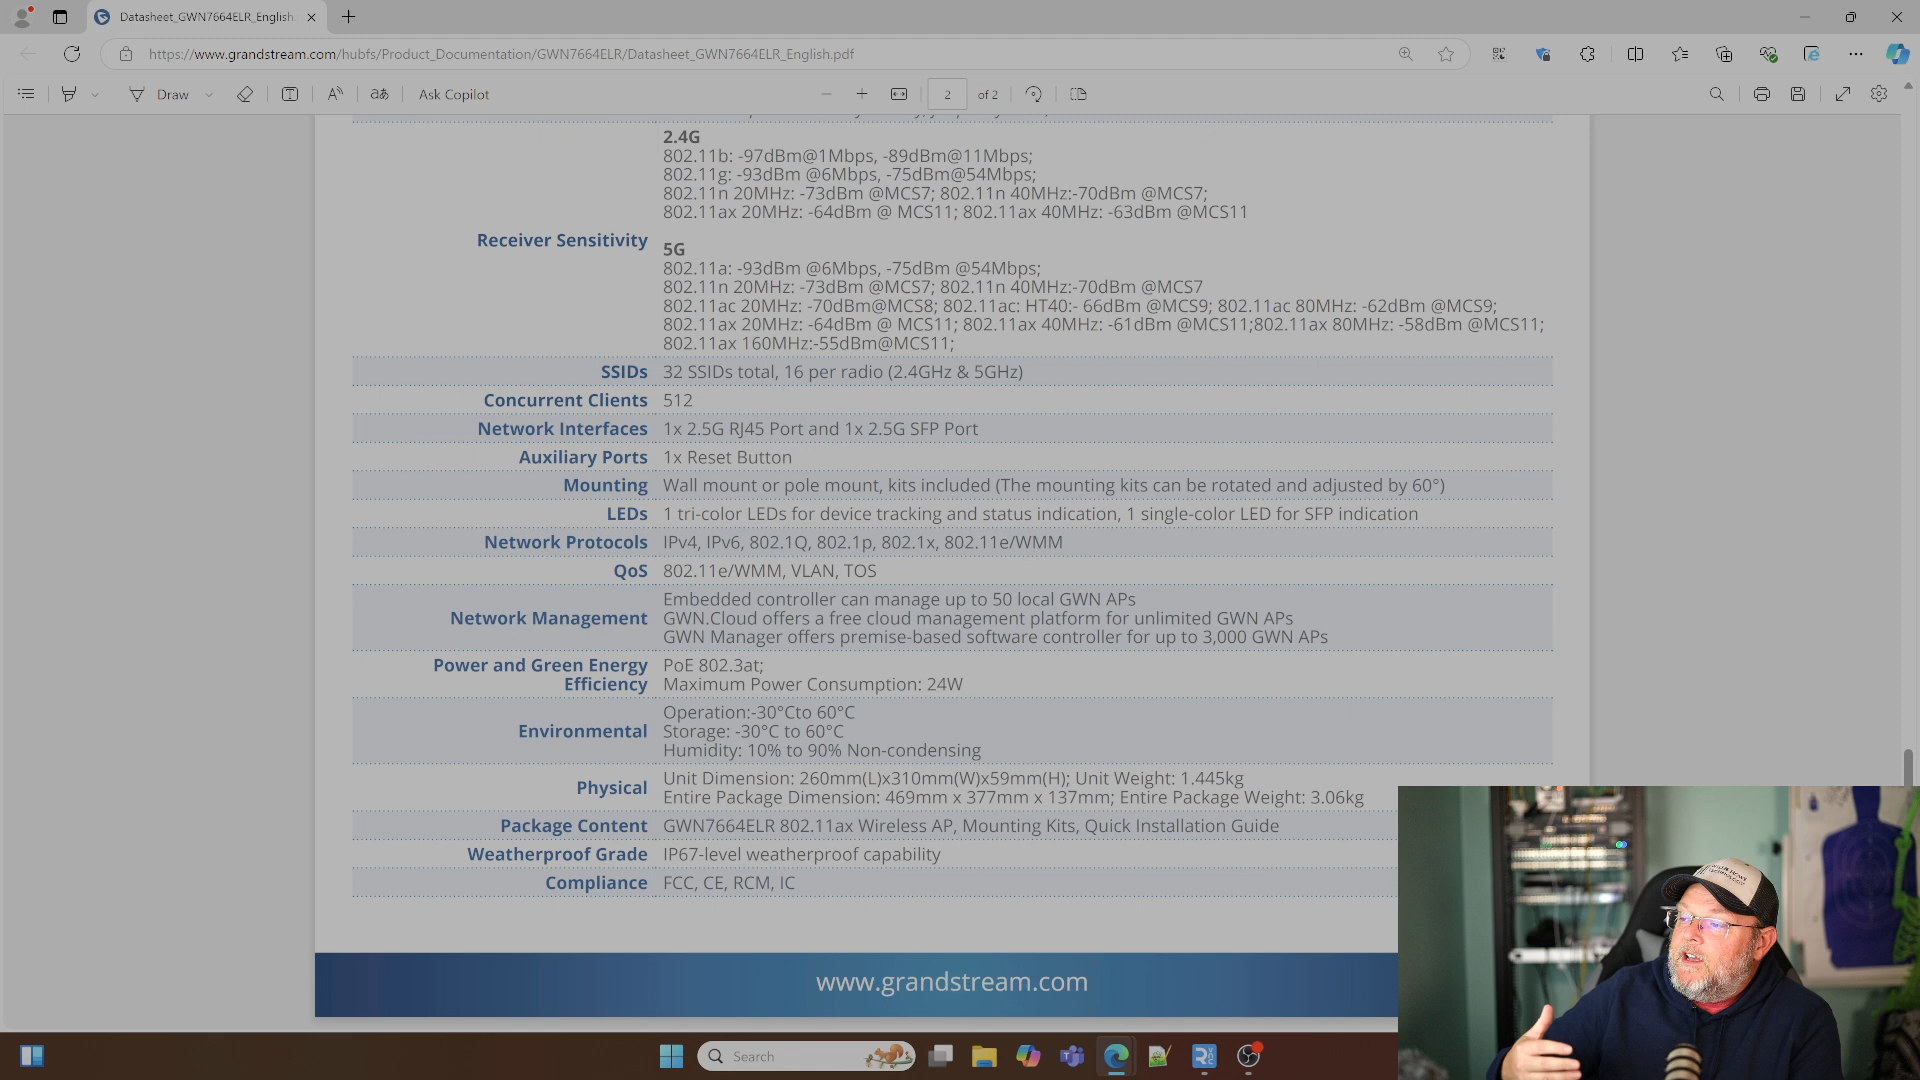 Datasheet_GWN7664ELR_English
https://www.grandstream.com/hubfs/Product_Documentation/GWN7664ELR/Datasheet_GWN7664ELR_English.pdf
Draw
aあ
Ask Copilot
2
of 2
2.4G
802.11b: -97dBm@1Mbps, -89dBm@11Mbps;
802.11g: -93dBm @6Mbps, -75dBm@54Mbps;
802.11n 20MHz: -73dBm @MCS7; 802.11n 40MHz:-70dBm @MCS7;
802.11ax 20MHz: -64dBm @ MCS11; 802.11ax 40MHz: -63dBm @MCS11
Receiver Sensitivity
5G
802.11a: -93dBm @6Mbps, -75dBm @54Mbps;
802.11n 20MHz: -73dBm @MCS7; 802.11n 40MHz:-70dBm @MCS7
802.11ac 20MHz: -70dBm@MCS8; 802.11ac: HT40:- 66dBm @MCS9; 802.11ac 80MHz: -62dBm @MCS9;
802.11ax 20MHz: -64dBm @ MCS11; 802.11ax 40MHz: -61dBm @MCS11;802.11ax 80MHz: -58dBm @MCS11;
802.11ax 160MHz:-55dBm@MCS11;
SSIDs 32 SSIDs total, 16 per radio (2.4GHz & 5GHz)
Concurrent Clients 512
Network Interfaces 1x 2.5G RJ45 Port and 1x 2.5G SFP Port
Auxiliary Ports 1x Reset Button
Mounting Wall mount or pole mount, kits included (The mounting kits can be rotated and adjusted by 60°)
LEDs 1 tri-color LEDs for device tracking and status indication, 1 single-color LED for SFP indication
Network Protocols IPv4, IPv6, 802.1Q, 802.1p, 802.1x, 802.11e/WMM
QoS 802.11e/WMM, VLAN, TOS
Embedded controller can manage up to 50 local GWN APs
Network Management GWN.Cloud offers a free cloud management platform for unlimited GWN APs
GWN Manager offers premise-based software controller for up to 3,000 GWN APs
Power and Green Energy PoE 802.3at;
Efficiency Maximum Power Consumption: 24W
Operation:-30°Cto 60°C
Environmental Storage: -30°C to 60°C
Humidity: 10% to 90% Non-condensing
Physical
Unit Dimension: 260mm(L)x310mm(W)x59mm(H); Unit Weight: 1.445kg
Entire Package Dimension: 469mm x 377mm x 137mm; Entire Package Weight: 3.06kg
Package Content GWN7664ELR 802.11ax Wireless AP, Mounting Kits, Quick Installation Guide
Weatherproof Grade IP67-level weatherproof capability
Compliance FCC, CE, RCM, IC
www.grandstream.com
Search